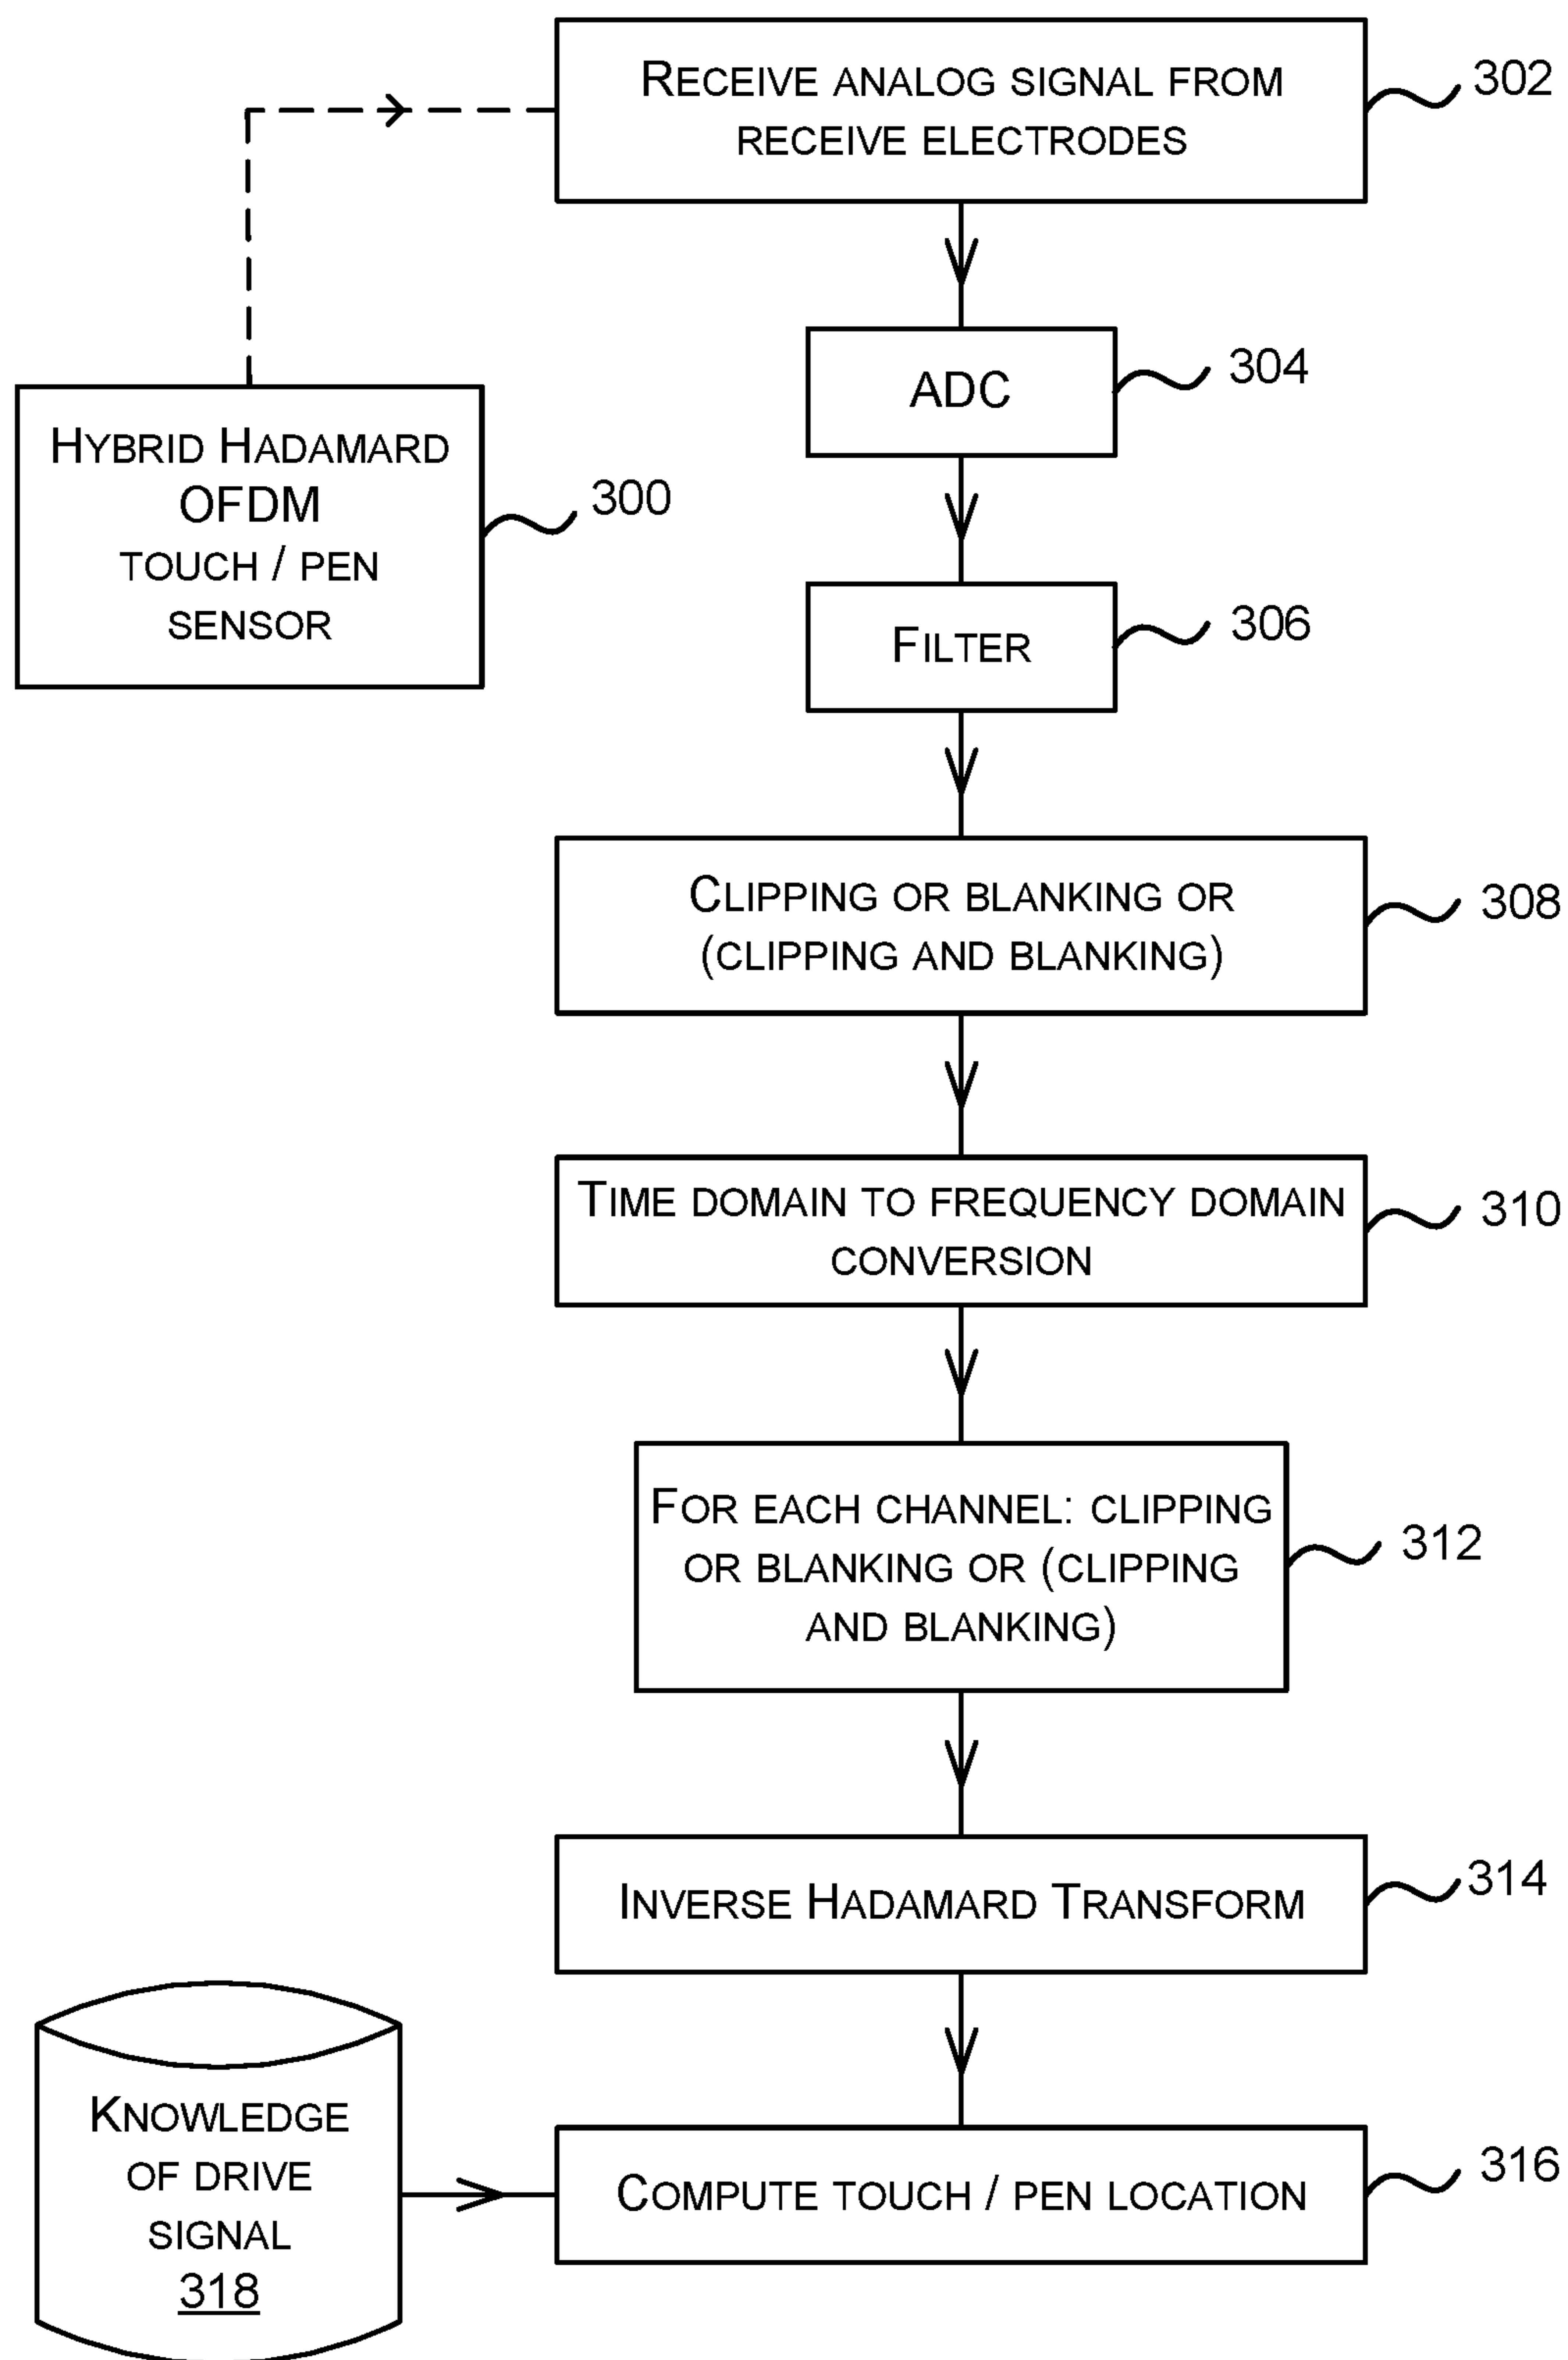 RECEIVE ANALOG SIGNAL FROM
RECEIVE ELECTRODES
302
ADC
304
HYBRID HADAMARD
OFDM
TOUCH / PEN
SENSOR
300
FILTER
306
CLIPPING OR BLANKING OR
(CLIPPING AND BLANKING)
308
TIME DOMAIN TO FREQUENCY DOMAIN
CONVERSION
310
FOR EACH CHANNEL: CLIPPING
OR BLANKING OR (CLIPPING
AND BLANKING)
312
INVERSE HADAMARD TRANSFORM
314
KNOWLEDGE
OF DRIVE
SIGNAL
318
COMPUTE TOUCH / PEN LOCATION
316